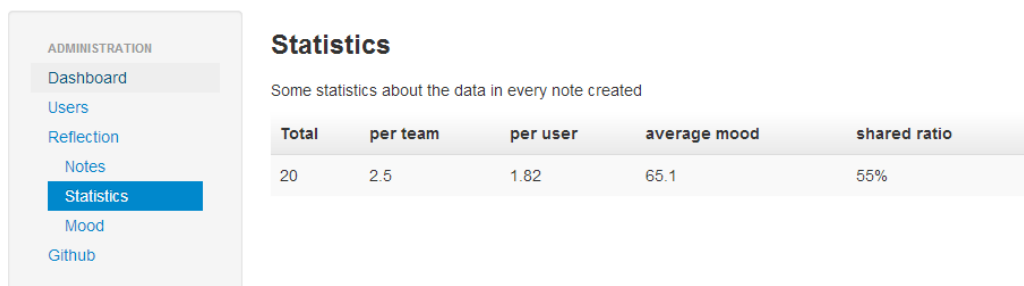 ADMINISTRATION
Dashboard
Users
Reflection
Notes
Statistics
Mood
Github
Statistics
Some statistics about the data in every note created
Total per team per user average mood shared ratio
20 2.5 1.82 65.1 55%